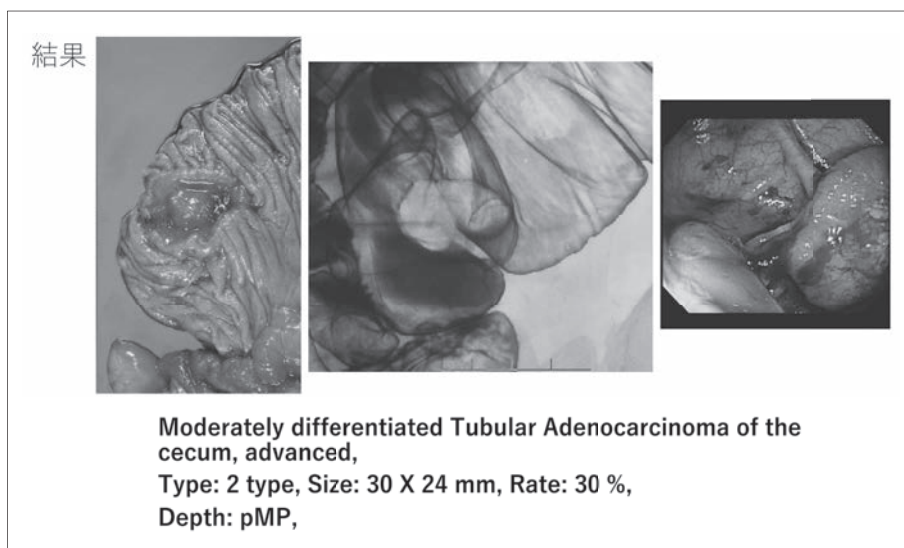 結果
Moderately differentiated Tubular Adenocarcinoma of the
cecum, advanced,
Type: 2 type, Size: 30 X 24 mm, Rate: 30 %,
Depth: pMP,